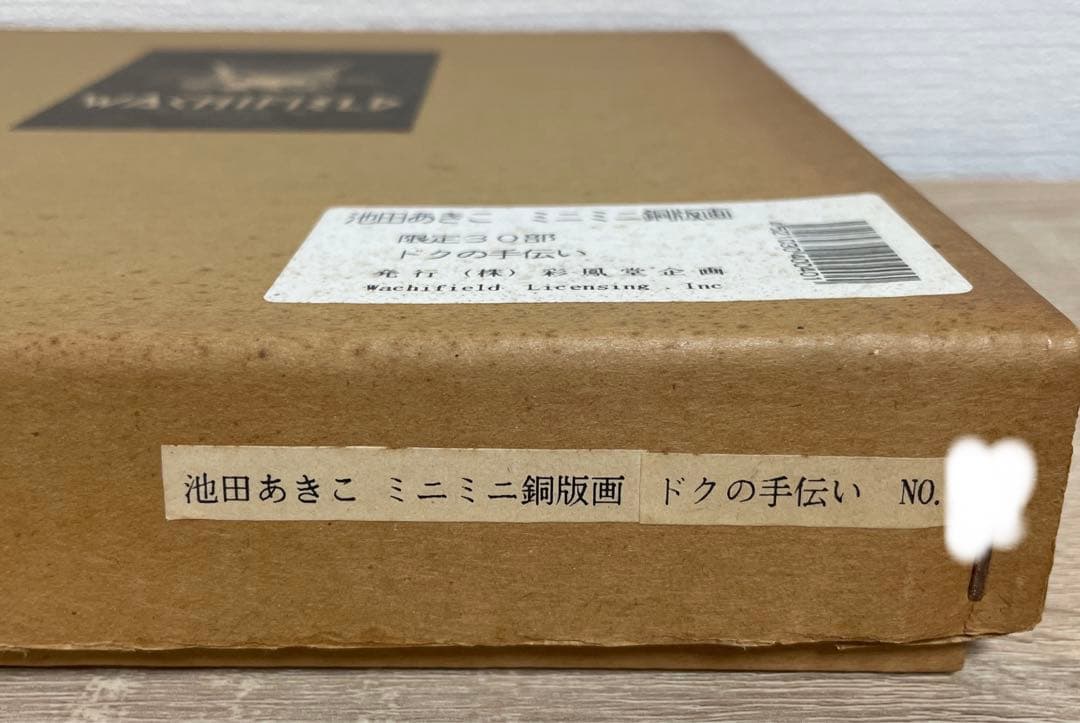 WACHIFIELD
池田あきこ ミニミニ銅版画
限定30部
ドクの手伝い
発行(株)彩鳳堂企画
Wachifield Licensing.Inc
池田あきこ ミニミニ銅版画 ドクの手伝い NO.